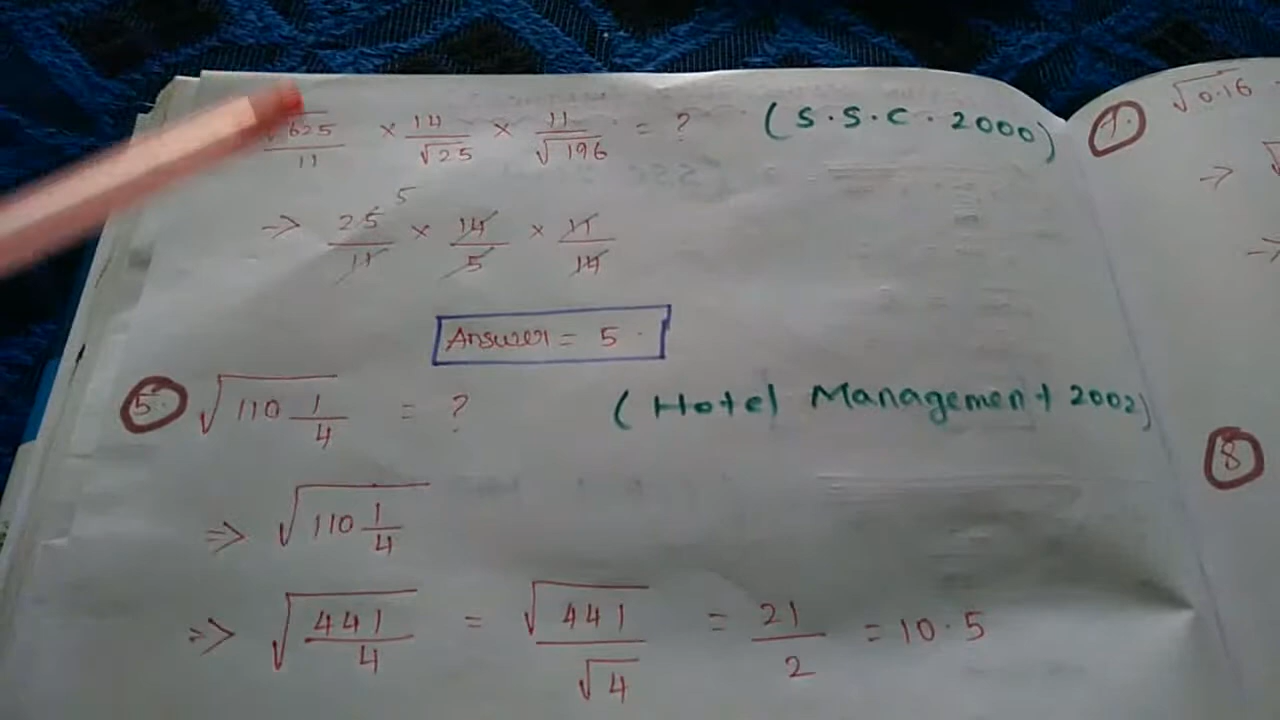 √625/11 × 14/√25 × 11/√196 = ? (S.S.C. 2000)
⇒ 25/11 5 × 14/5 × 11/14
Answer = 5.
5. √110 1/4 = ? (Hotel Management 2002)
⇒ √110 1/4
⇒ √441/4 = √441/√4 = 21/2 = 10.5
√0.16
⇒
8